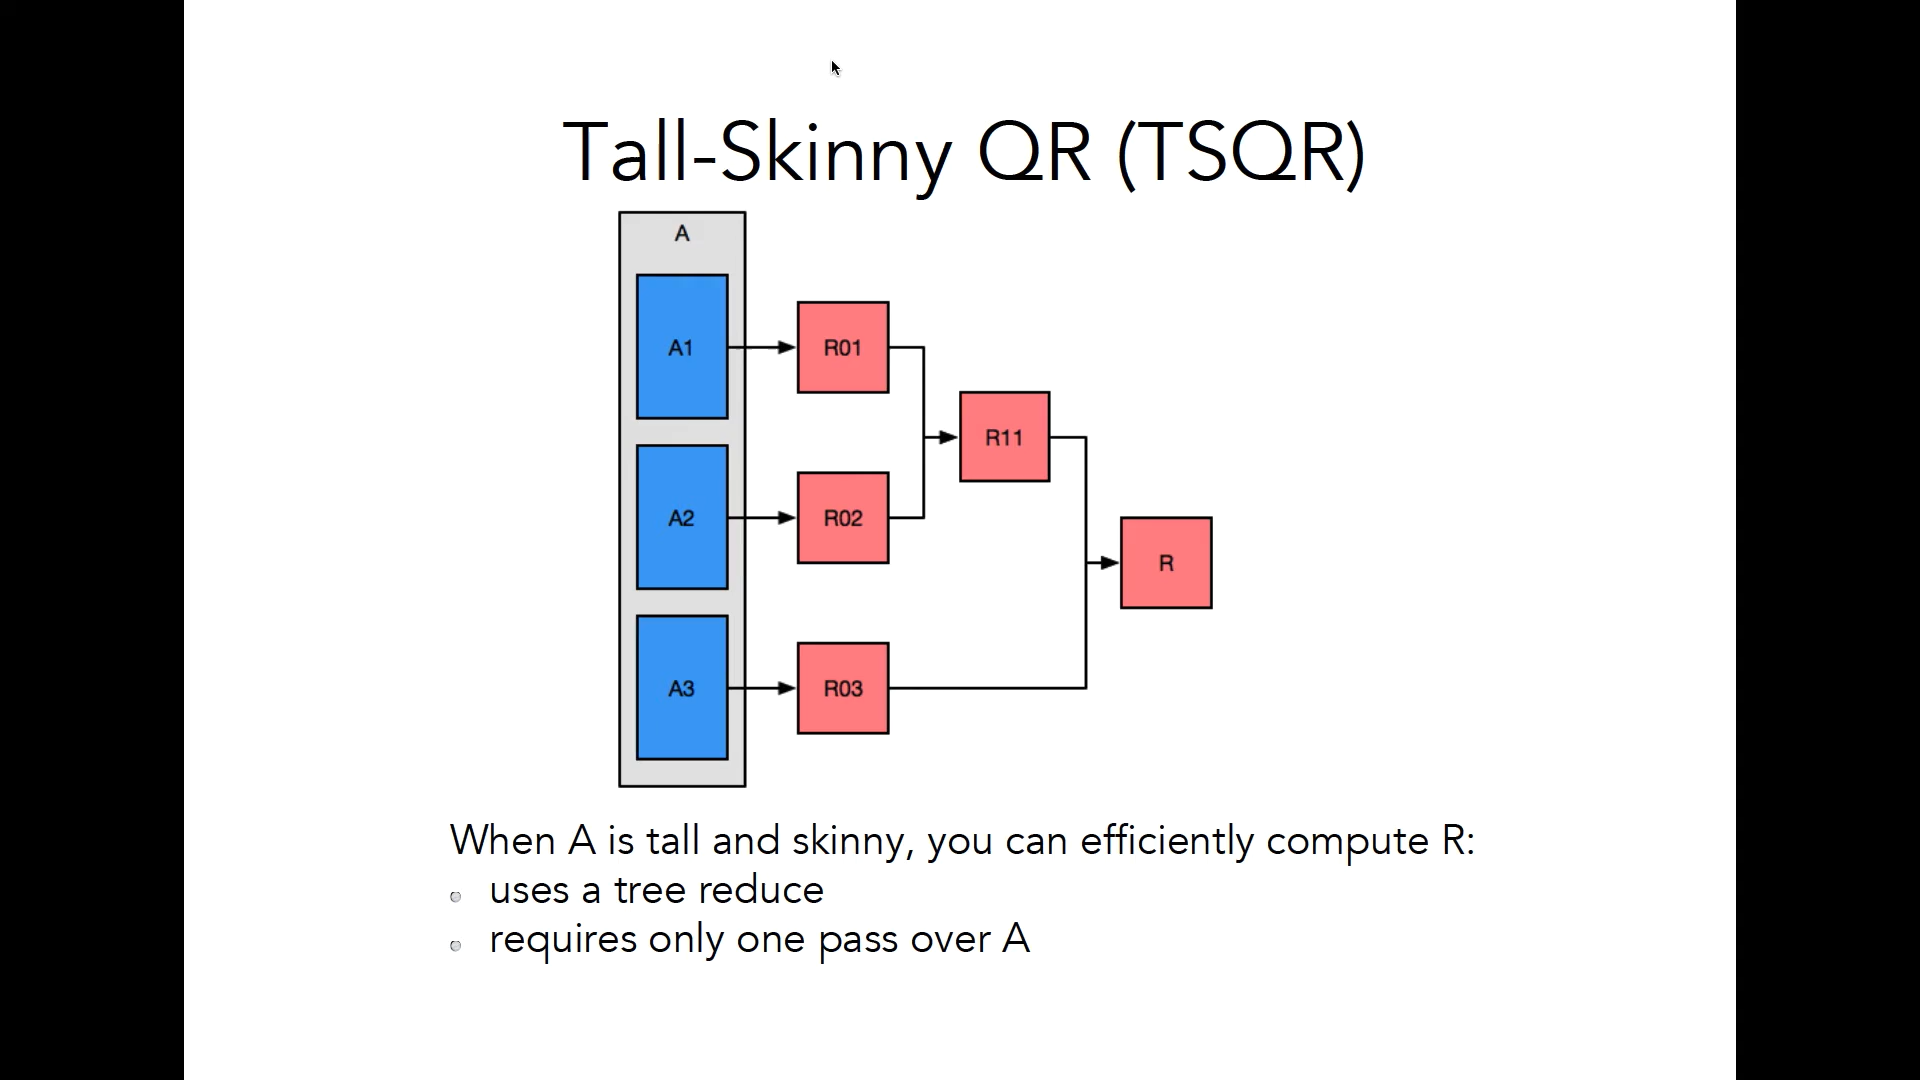 Tall-Skinny QR (TSQR)
A
A1
R01
R11
A2
R02
R
A3
R03
When A is tall and skinny, you can efficiently compute R:
uses a tree reduce
requires only one pass over A